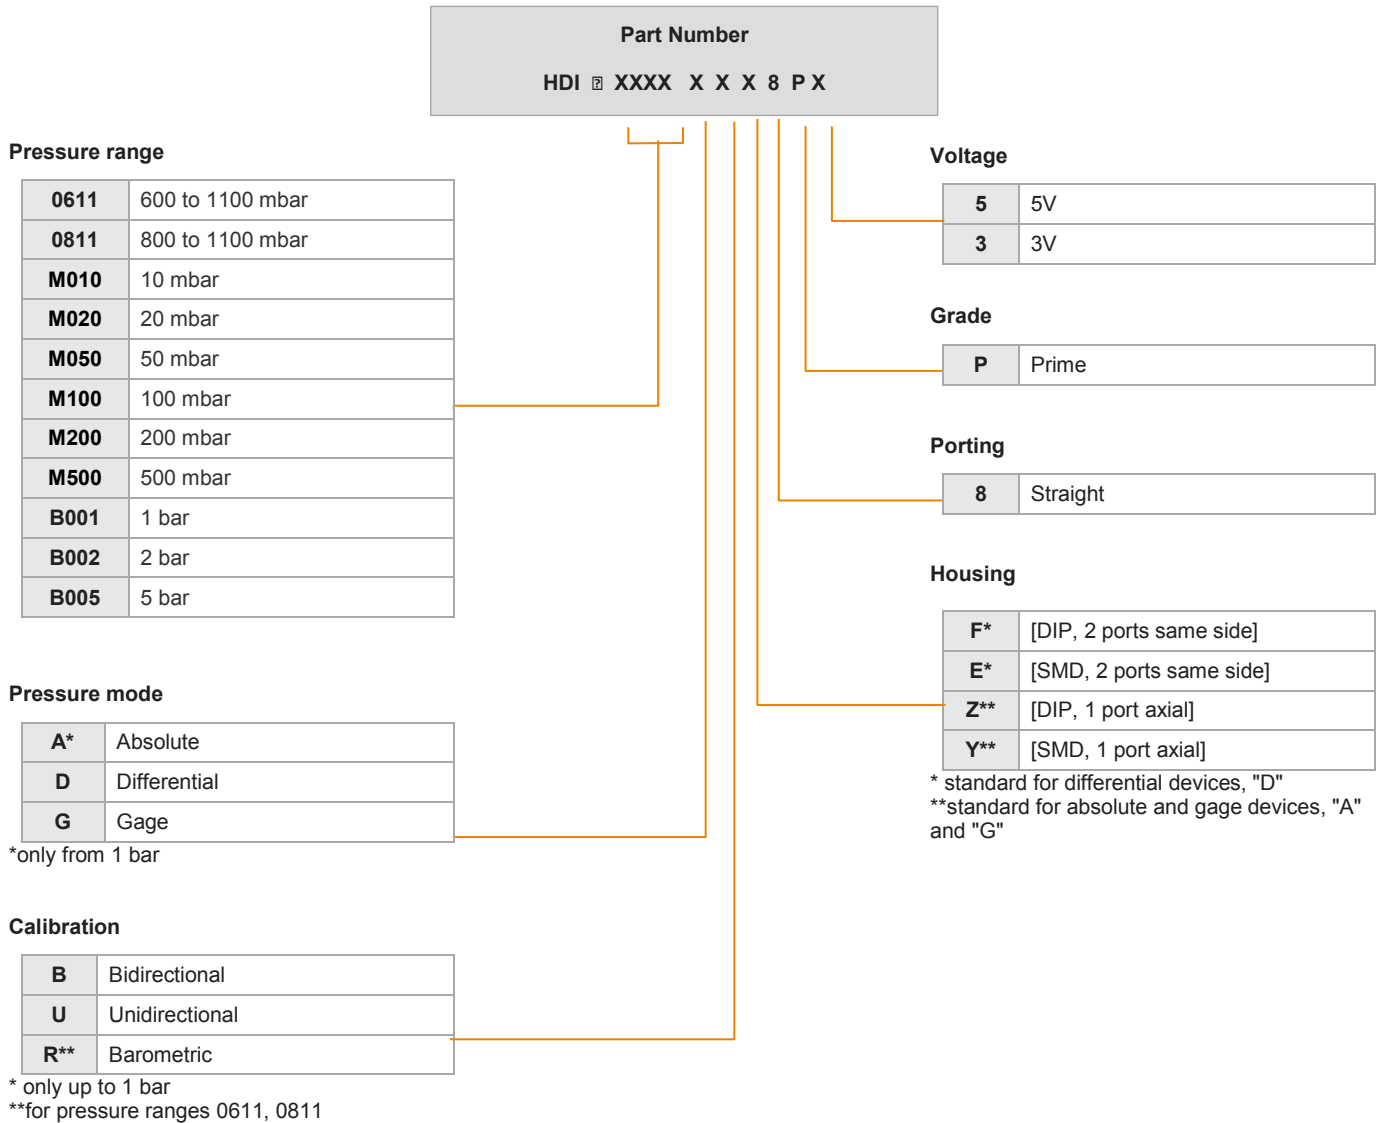 Part Number
HDI ⍰ XXXX X X X 8 P X
Pressure range
0611 600 to 1100 mbar
0811 800 to 1100 mbar
M010 10 mbar
M020 20 mbar
M050 50 mbar
M100 100 mbar
M200 200 mbar
M500 500 mbar
B001 1 bar
B002 2 bar
B005 5 bar
Pressure mode
A* Absolute
D Differential
G Gage
*only from 1 bar
Calibration
B Bidirectional
U Unidirectional
R** Barometric
* only up to 1 bar
**for pressure ranges 0611, 0811
Voltage
5 5V
3 3V
Grade
P Prime
Porting
8 Straight
Housing
F* [DIP, 2 ports same side]
E* [SMD, 2 ports same side]
Z** [DIP, 1 port axial]
Y** [SMD, 1 port axial]
* standard for differential devices, "D"
**standard for absolute and gage devices, "A"
and "G"